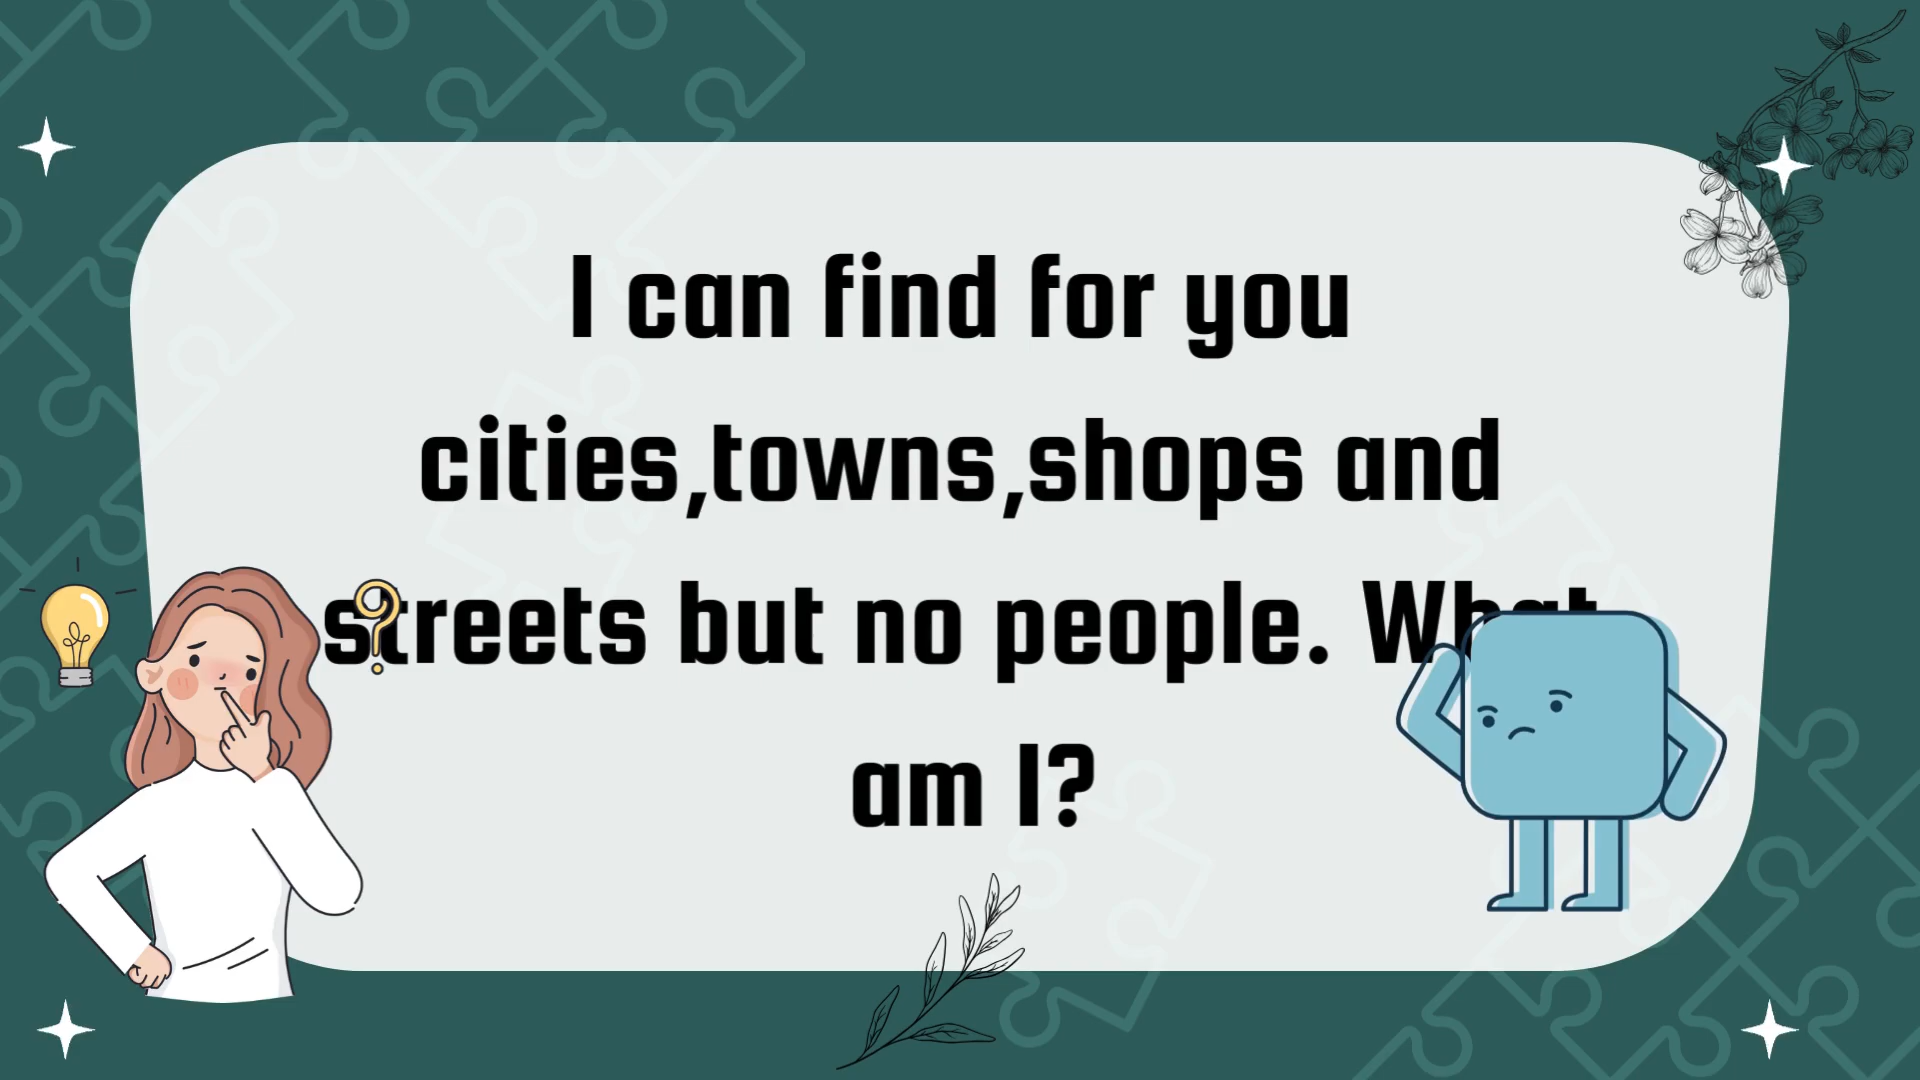 I can find for you
cities,towns,shops and
streets but no people. What
am I?